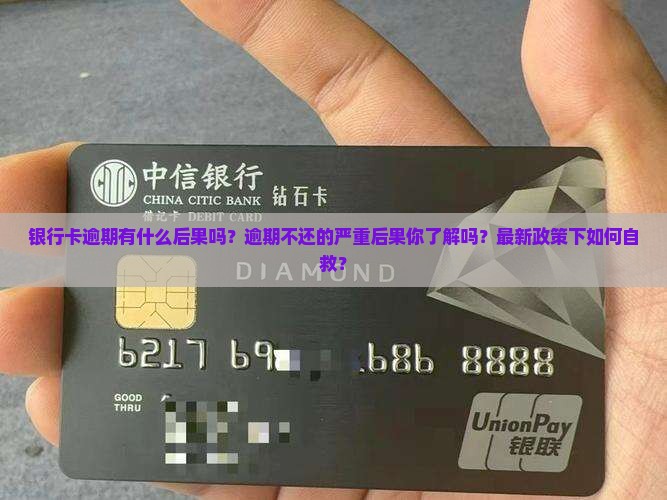 中信银行
CHINA CITIC BANK
钻石卡
借记卡 DEBIT CARD
银行卡逾期有什么后果吗？逾期不还的严重后果你了解吗？最新政策下如何自
救？
DIAMOND
6217 69 686 8888
GOOD
THRU
UnionPay
银联